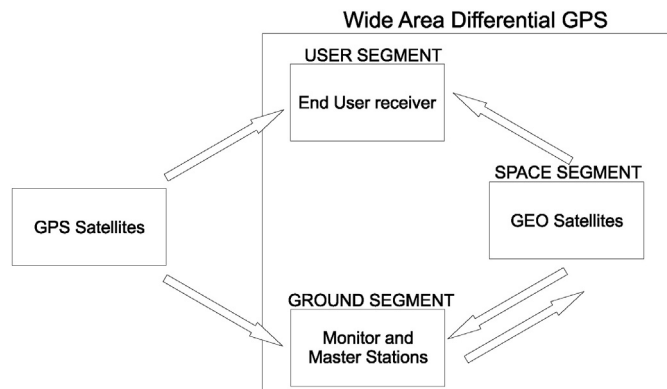 Wide Area Differential GPS
USER SEGMENT
End User receiver
SPACE SEGMENT
GPS Satellites
GEO Satellites
GROUND SEGMENT
Monitor and
Master Stations